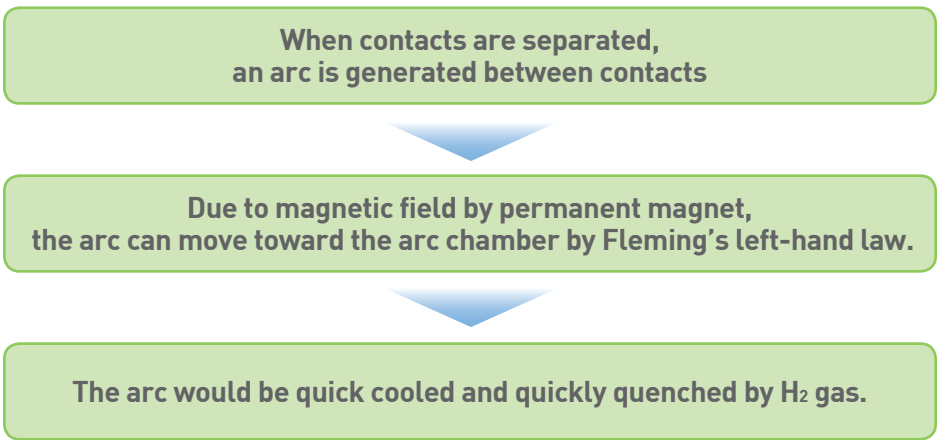 When contacts are separated,
an arc is generated between contacts
Due to magnetic field by permanent magnet,
the arc can move toward the arc chamber by Fleming’s left-hand law.
The arc would be quick cooled and quickly quenched by H₂ gas.